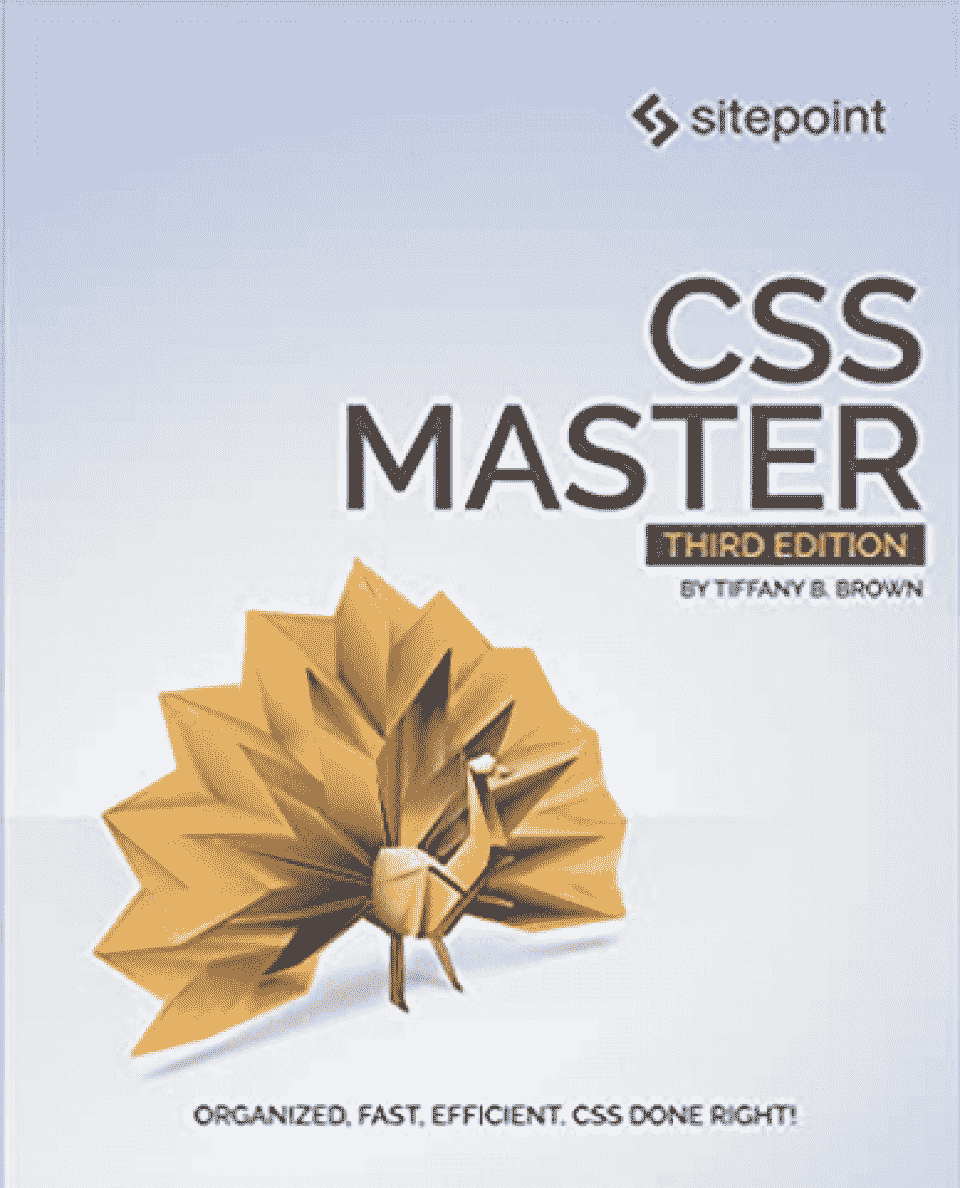 sitepoint
CSS
MASTER
THIRD EDITION
BY TIFFANY B. BROWN
ORGANIZED, FAST, EFFICIENT. CSS DONE RIGHT!